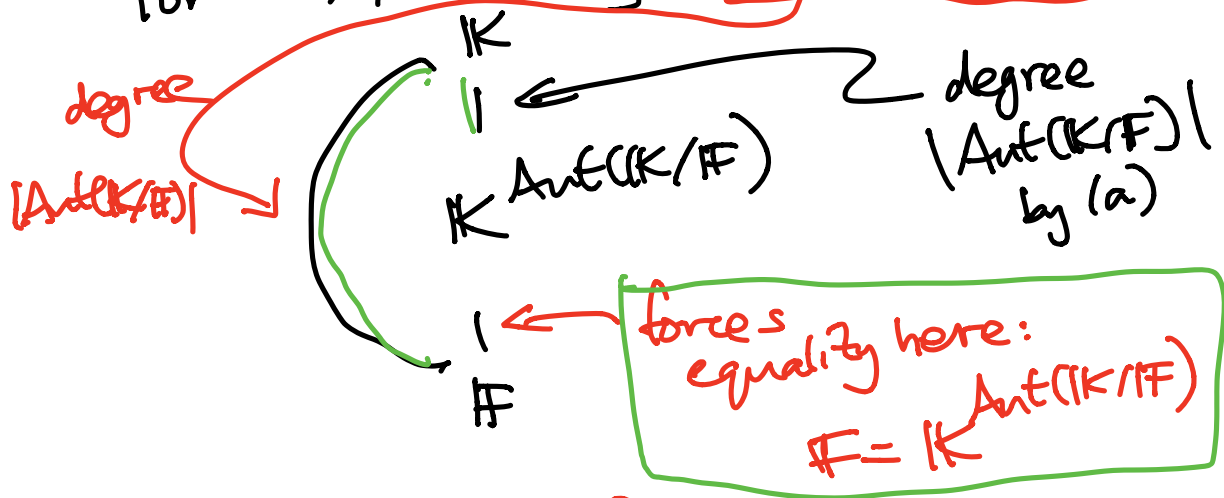 𝕂
degree
|Aut(𝕂/𝔽)|
degree
|Aut(𝕂/𝔽)|
by (a)
𝕂^Aut(𝕂/𝔽)
forces
equality here:
𝔽 = 𝕂^Aut(𝕂/𝔽)
𝔽